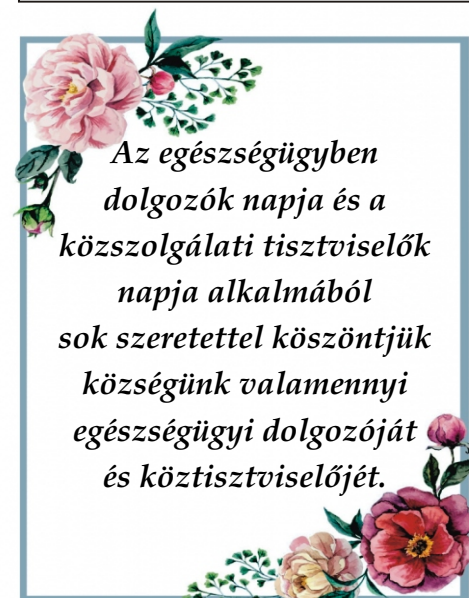 Az egészségügyben
dolgozók napja és a
közszolgálati tisztviselők
napja alkalmából
sok szeretettel köszöntjük
községünk valamennyi
egészségügyi dolgozóját
és köztisztviselőjét.